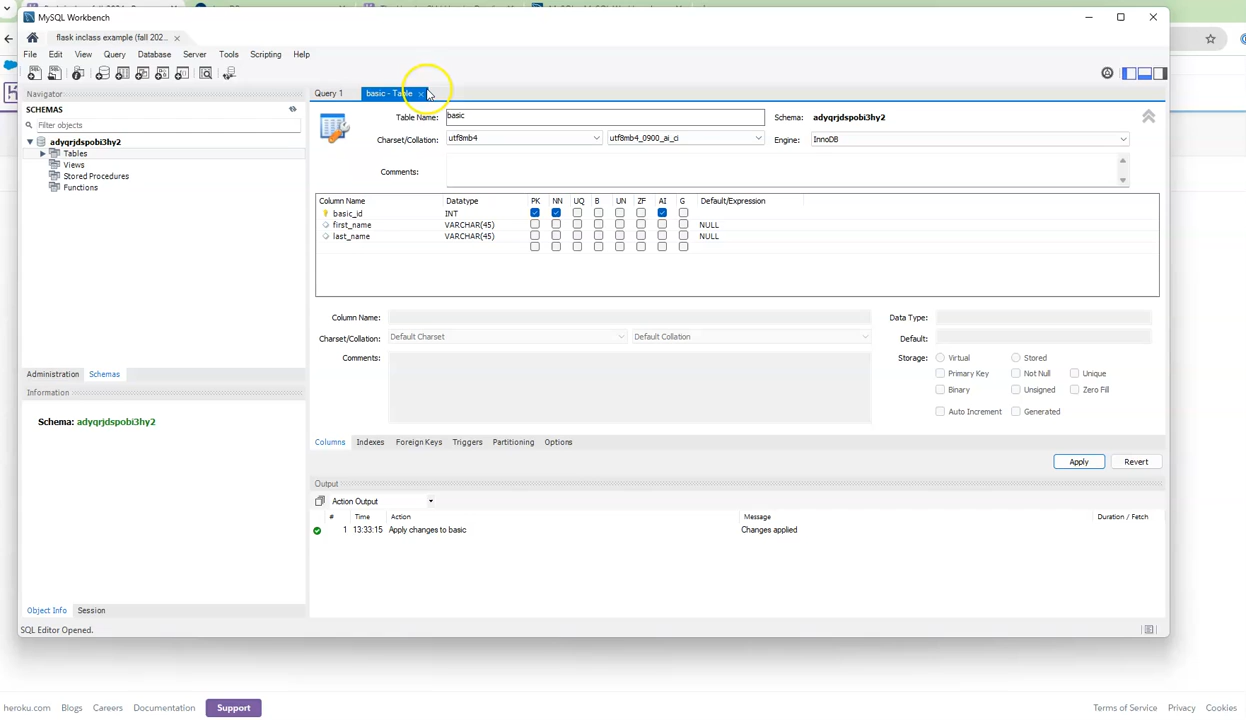 MySQL Workbench
flask inclass example (fall 202...
File Edit View Query Database Server Tools Scripting Help
Navigator
SCHEMAS
Filter objects
adyqrjdspobi3hy2
Tables
Views
Stored Procedures
Functions
Administration Schemas
Information
Schema: adyqrjdspobi3hy2
Object Info Session
SQL Editor Opened.
Query 1 basic - Table
Table Name: basic Schema: adyqrjdspobi3hy2
Charset/Collation: utf8mb4 utf8mb4_0900_ai_ci Engine: InnoDB
Comments:
Column Name Datatype PK NN UQ B UN ZF AI G Default/Expression
basic_id INT
first_name VARCHAR(45) NULL
last_name VARCHAR(45) NULL
Column Name: Data Type:
Charset/Collation: Default Charset Default Collation Default:
Comments: Storage: Virtual Stored
Primary Key Not Null Unique
Binary Unsigned Zero Fill
Auto Increment Generated
Columns Indexes Foreign Keys Triggers Partitioning Options
Apply Revert
Output
Action Output
# Time Action Message Duration / Fetch
1 13:33:15 Apply changes to basic Changes applied
heroku.com Blogs Careers Documentation Support Terms of Service Privacy Cookies